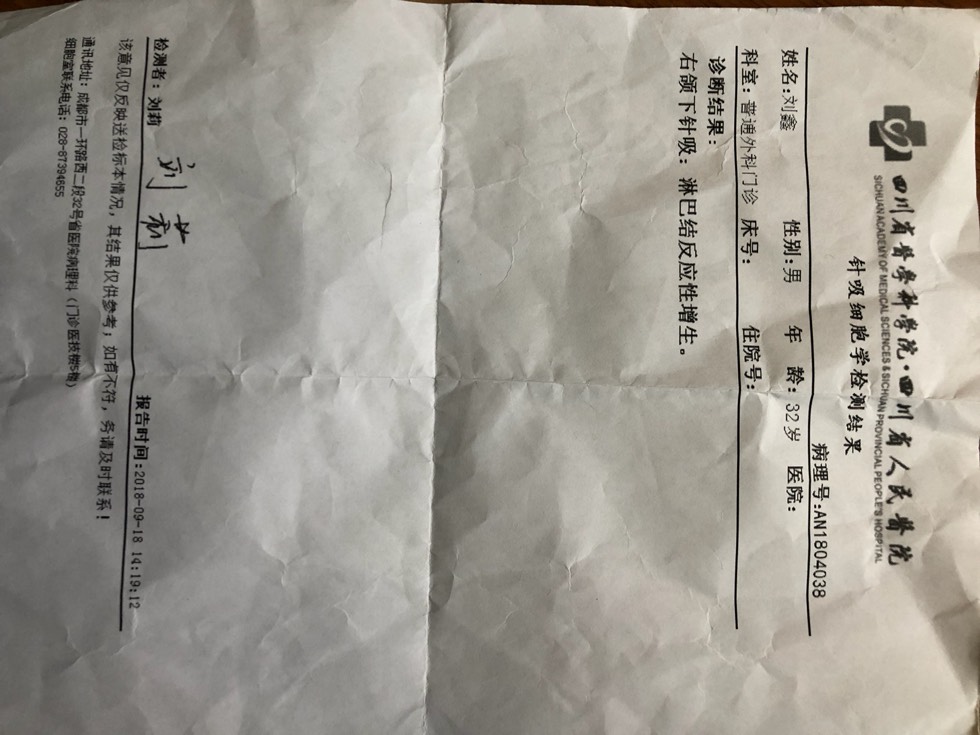 四川省醫學科学院·四川省人民醫院
SICHUAN ACADEMY OF MEDICAL SCIENCES & SICHUAN PROVINCIAL PEOPLE'S HOSPITAL
针吸细胞学检测结果
病理号:AN1804038
姓名:刘鑫 性别:男 年 龄: 32岁 医院:
科室: 普通外科门诊 床号: 住院号:
诊断结果:
右颌下针吸: 淋巴结反应性增生。
检测者: 刘莉 刘莉 报告时间:2018-09-18 14:19:12
该意见仅反映送检标本情况, 其结果仅供参考; 如有不符, 务请及时联系!
通讯地址: 成都市一环路西二段32号省医院病理科 (门诊医技楼5楼)
细胞室联系电话: 028-87394655